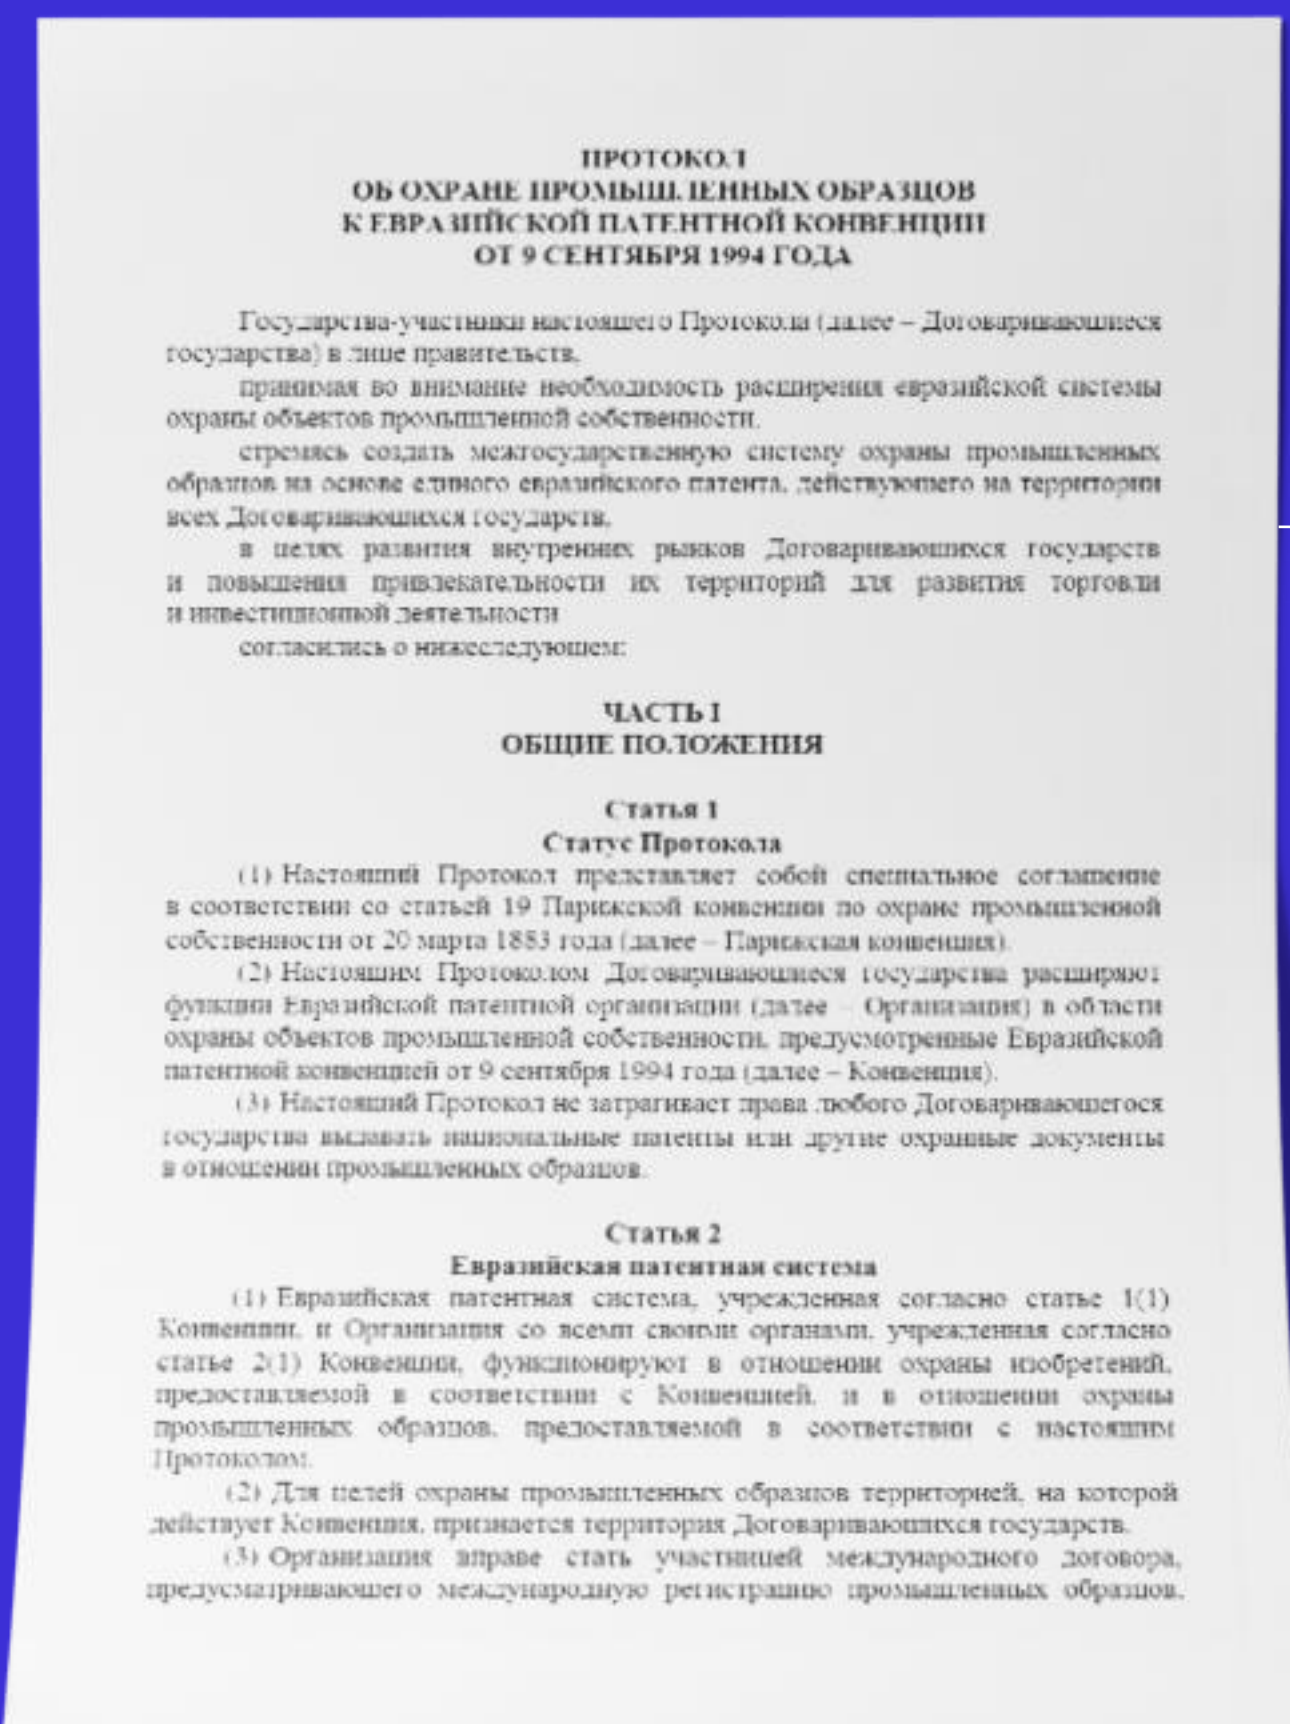 ПРОТОКОЛ
ОБ ОХРАНЕ ПРОМЫШЛЕННЫХ ОБРАЗЦОВ
К ЕВРАЗИЙСКОЙ ПАТЕНТНОЙ КОНВЕНЦИИ
ОТ 9 СЕНТЯБРЯ 1994 ГОДА
Государства-участники настоящего Протокола (далее – Договаривающиеся
государства) в лице правительств,
принимая во внимание необходимость расширения евразийской системы
охраны объектов промышленной собственности,
стремясь создать межгосударственную систему охраны промышленных
образцов на основе единого евразийского патента, действующего на территории
всех Договаривающихся государств,
в целях развития внутренних рынков Договаривающихся государств
и повышения привлекательности их территорий для развития торговли
и инвестиционной деятельности
согласились о нижеследующем:
ЧАСТЬ I
ОБЩИЕ ПОЛОЖЕНИЯ
Статья 1
Статус Протокола
(1) Настоящий Протокол представляет собой специальное соглашение
в соответствии со статьей 19 Парижской конвенции по охране промышленной
собственности от 20 марта 1883 года (далее – Парижская конвенция).
(2) Настоящим Протоколом Договаривающиеся государства расширяют
функции Евразийской патентной организации (далее – Организация) в области
охраны объектов промышленной собственности, предусмотренные Евразийской
патентной конвенцией от 9 сентября 1994 года (далее – Конвенция).
(3) Настоящий Протокол не затрагивает права любого Договаривающегося
государства выдавать национальные патенты или другие охранные документы
в отношении промышленных образцов.
Статья 2
Евразийская патентная система
(1) Евразийская патентная система, учрежденная согласно статье 1(1)
Конвенции, и Организация со всеми своими органами, учрежденная согласно
статье 2(1) Конвенции, функционируют в отношении охраны изобретений,
предоставляемой в соответствии с Конвенцией, и в отношении охраны
промышленных образцов, предоставляемой в соответствии с настоящим
Протоколом.
(2) Для целей охраны промышленных образцов территорией, на которой
действует Конвенция, признается территория Договаривающихся государств.
(3) Организация вправе стать участницей международного договора,
предусматривающего международную регистрацию промышленных образцов,